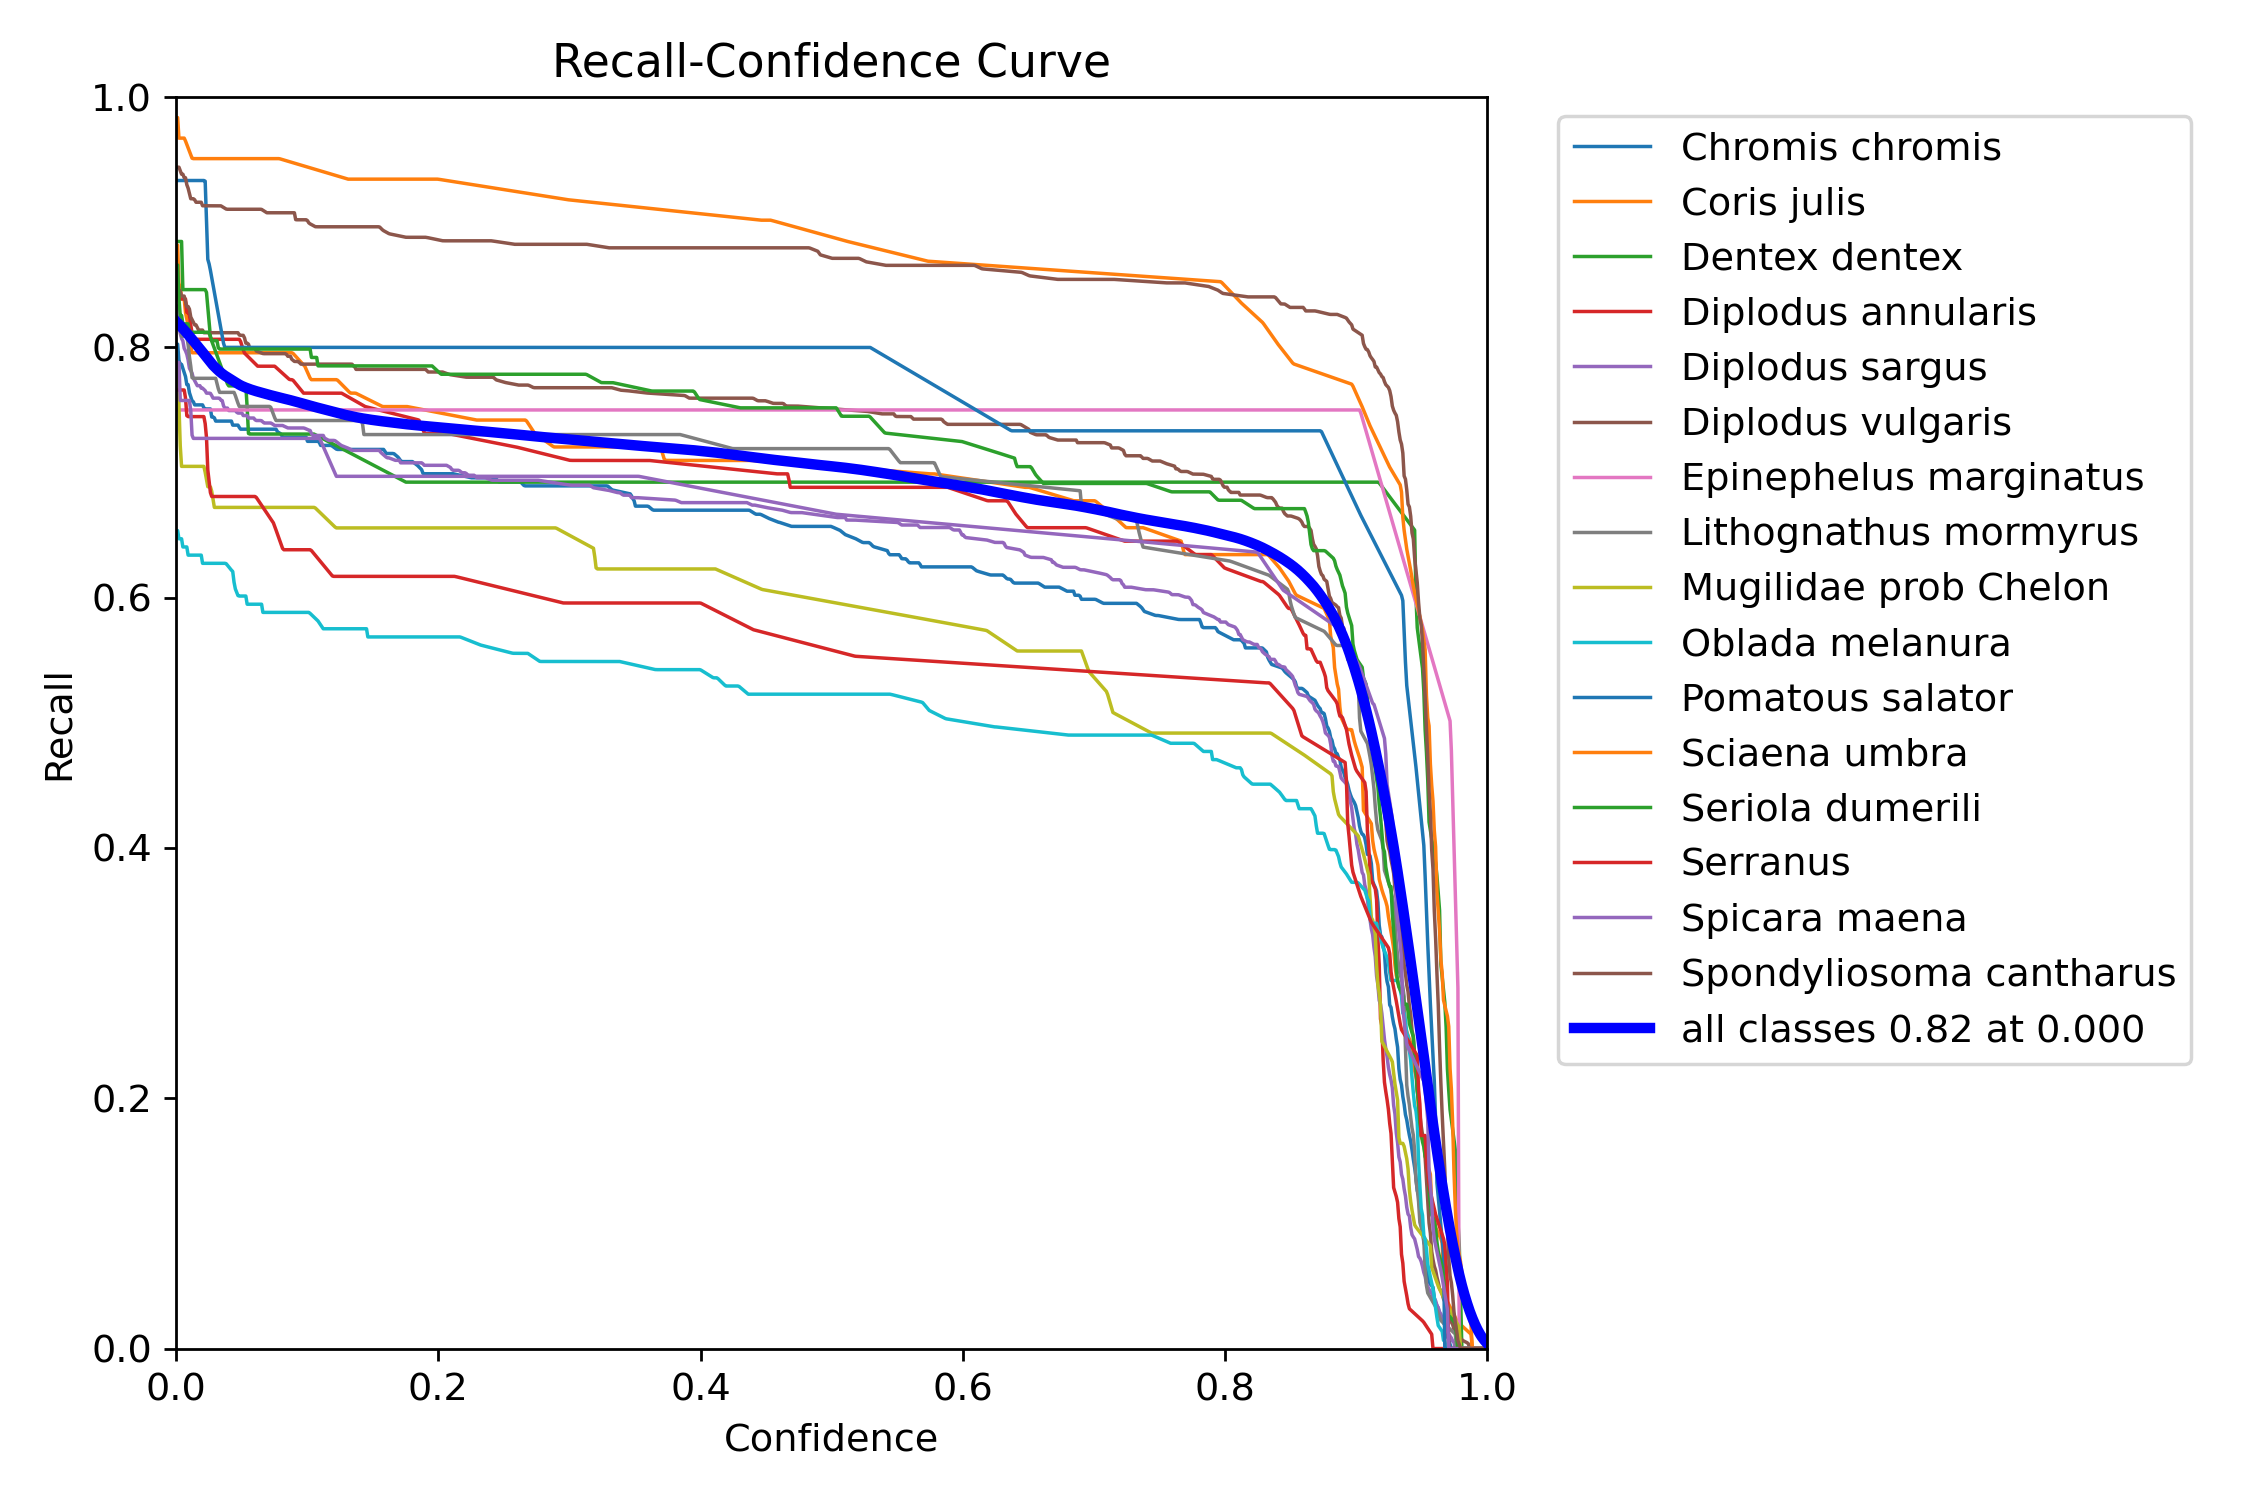 Recall-Confidence Curve
1.0
0.8
0.6
0.4
0.2
0.0
Recall
0.0 0.2 0.4 0.6 0.8 1.0
Confidence
Chromis chromis
Coris julis
Dentex dentex
Diplodus annularis
Diplodus sargus
Diplodus vulgaris
Epinephelus marginatus
Lithognathus mormyrus
Mugilidae prob Chelon
Oblada melanura
Pomatous salator
Sciaena umbra
Seriola dumerili
Serranus
Spicara maena
Spondyliosoma cantharus
all classes 0.82 at 0.000